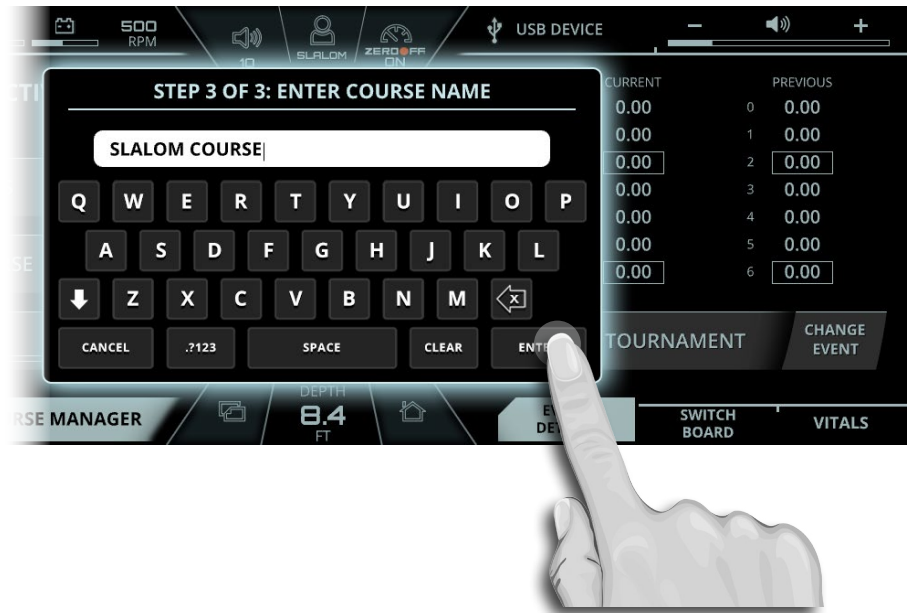 500
RPM
10
SLALOM
ZEROOFF
ON
USB DEVICE
−
+
STEP 3 OF 3: ENTER COURSE NAME
SLALOM COURSE
Q W E R T Y U I O P
A S D F G H J K L
Z X C V B N M
CANCEL .?123 SPACE CLEAR
CURRENT PREVIOUS
0.00 0 0.00
0.00 1 0.00
0.00 2 0.00
0.00 3 0.00
0.00 4 0.00
0.00 5 0.00
0.00 6 0.00
TOURNAMENT
CHANGE
EVENT
MANAGER
DEPTH
8.4
FT
SWITCH
BOARD
VITALS